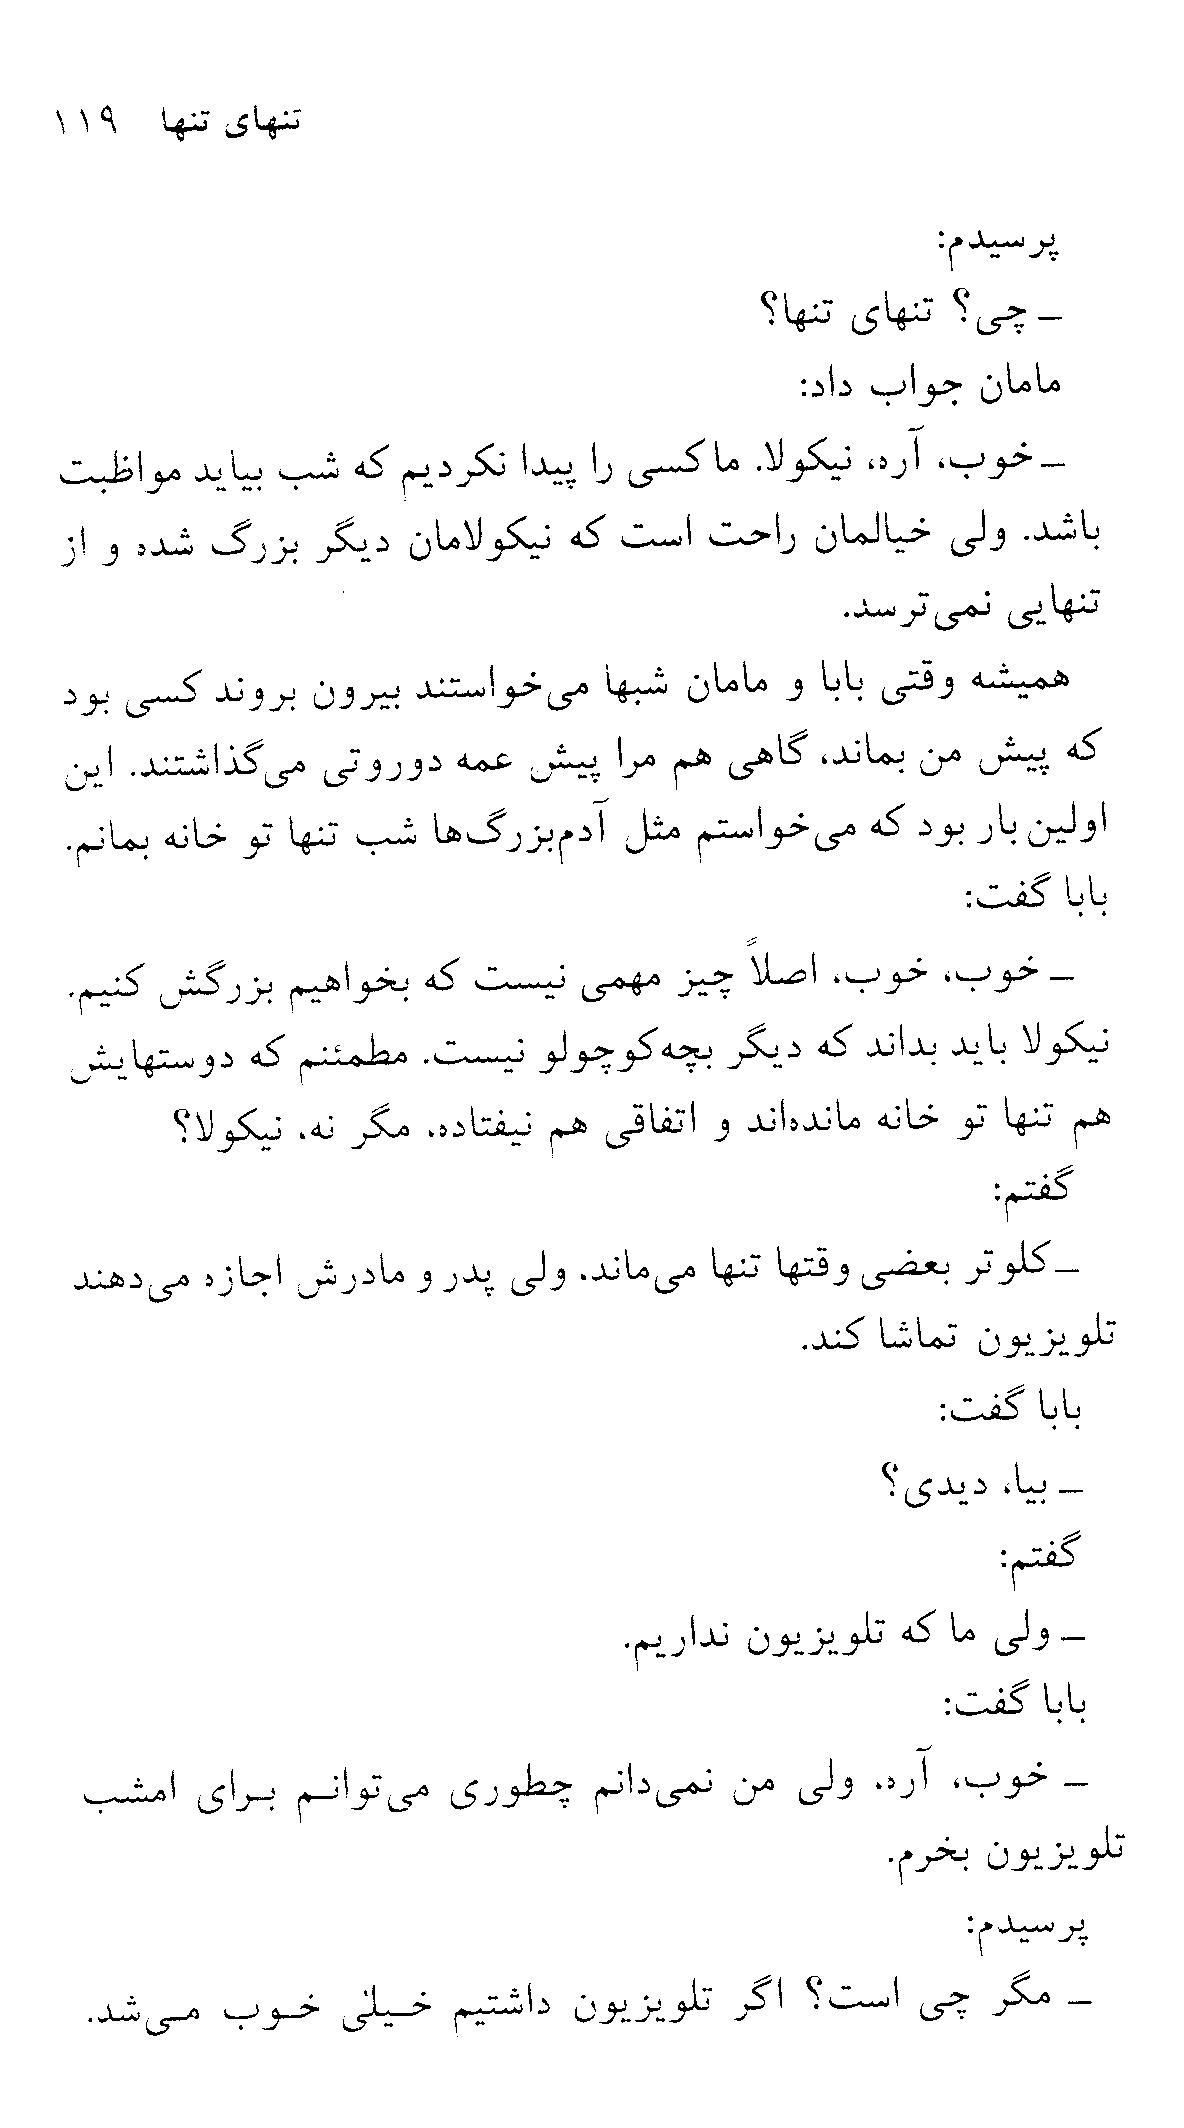 تنهای تنها ۱۱۹
پرسیدم:
ـ چی؟ تنهای تنها؟
مامان جواب داد:
ـ خوب، آره، نیکولا. ما کسی را پیدا نکردیم که شب بیاید مواظبت
باشد. ولی خیالمان راحت است که نیکولامان دیگر بزرگ شده و از
تنهایی نمی‌ترسد.
همیشه وقتی بابا و مامان شبها می‌خواستند بیرون بروند کسی بود
که پیش من بماند، گاهی هم مرا پیش عمه دوروتی می‌گذاشتند. این
اولین بار بود که می‌خواستم مثل آدم‌بزرگ‌ها شب تنها تو خانه بمانم.
بابا گفت:
ـ خوب، خوب، اصلاً چیز مهمی نیست که بخواهیم بزرگش کنیم.
نیکولا باید بداند که دیگر بچه‌کوچولو نیست. مطمئنم که دوستهایش
هم تنها تو خانه مانده‌اند و اتفاقی هم نیفتاده، مگر نه، نیکولا؟
گفتم:
ـ کلوتر بعضی وقتها تنها می‌ماند، ولی پدر و مادرش اجازه می‌دهند
تلویزیون تماشا کند.
بابا گفت:
ـ بیا، دیدی؟
گفتم:
ـ ولی ما که تلویزیون نداریم.
بابا گفت:
ـ خوب، آره، ولی من نمی‌دانم چطوری می‌توانم برای امشب
تلویزیون بخرم.
پرسیدم:
ـ مگر چی است؟ اگر تلویزیون داشتیم خیلی خوب می‌شد.